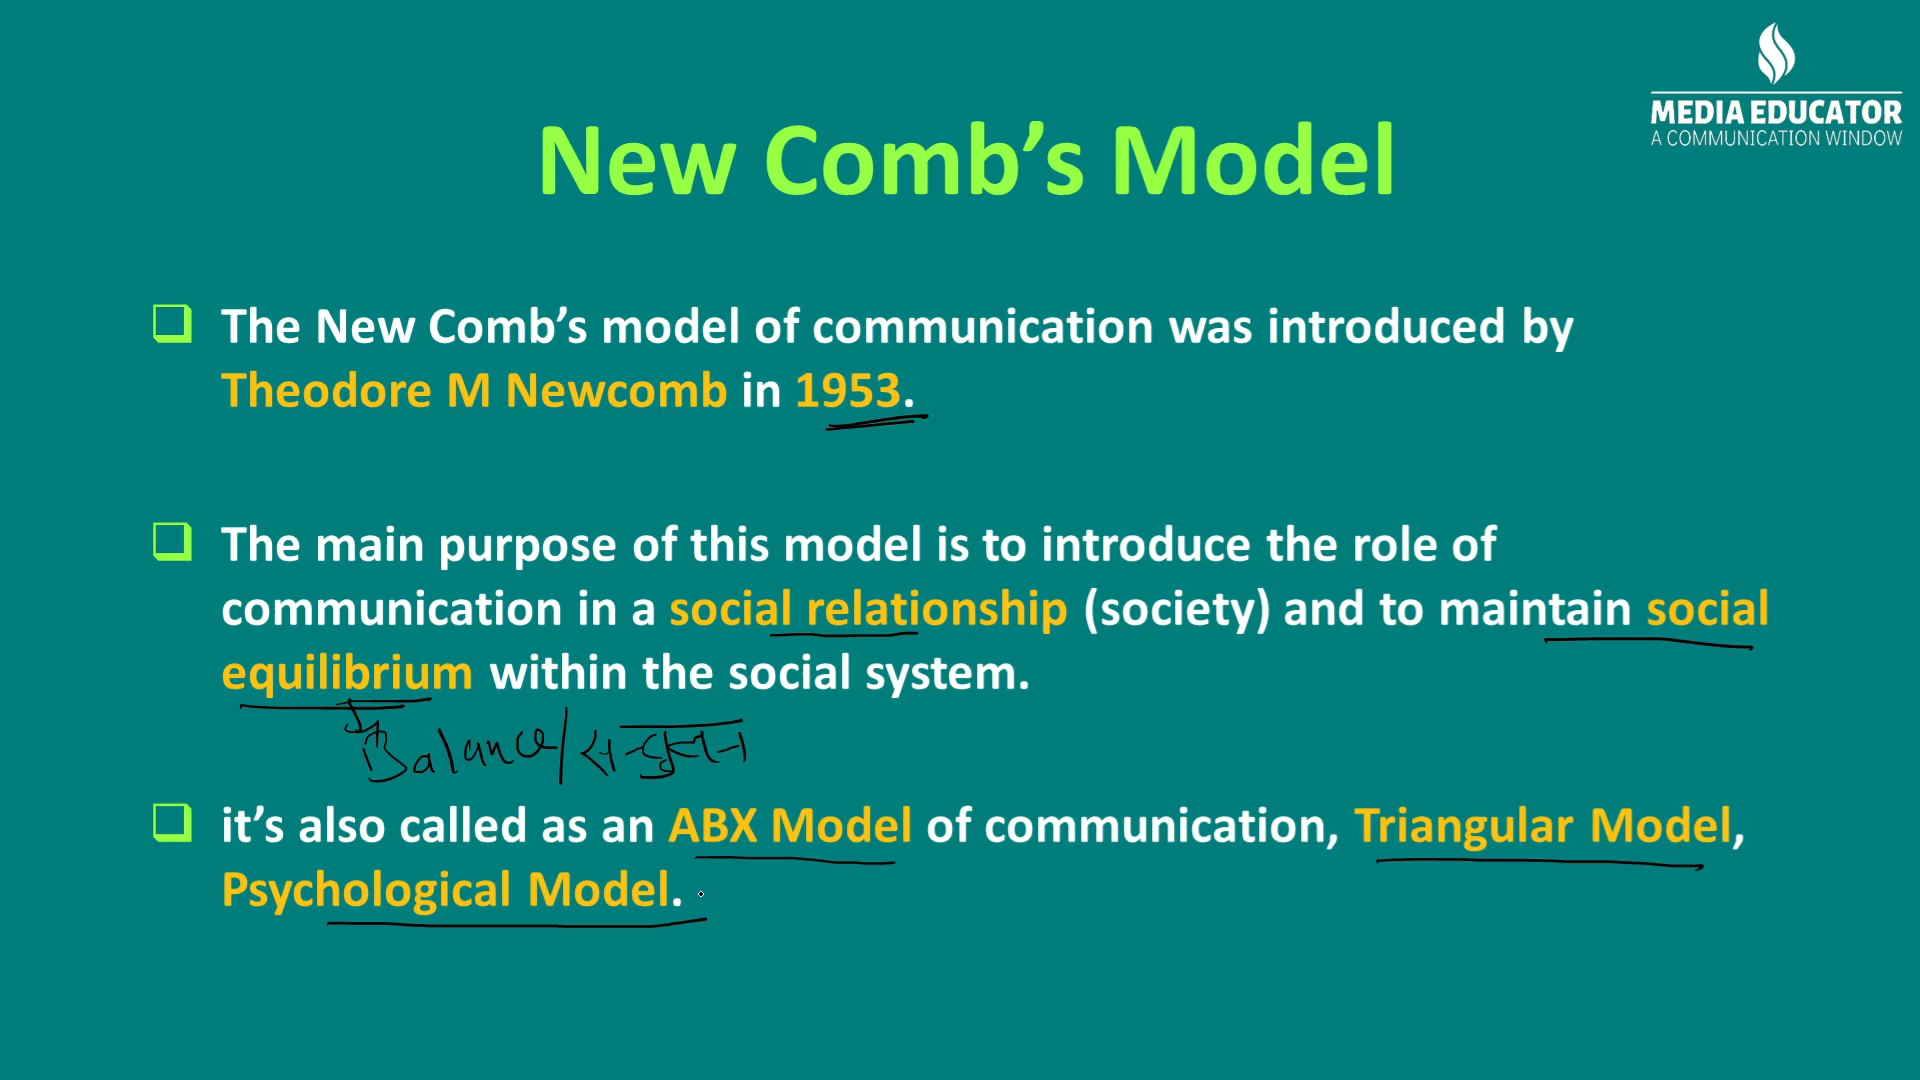 MEDIA EDUCATOR
A COMMUNICATION WINDOW
New Comb’s Model
The New Comb’s model of communication was introduced by
Theodore M Newcomb in 1953.
The main purpose of this model is to introduce the role of
communication in a social relationship (society) and to maintain social
equilibrium within the social system.
Balance/सन्तुलन
it’s also called as an ABX Model of communication, Triangular Model,
Psychological Model.